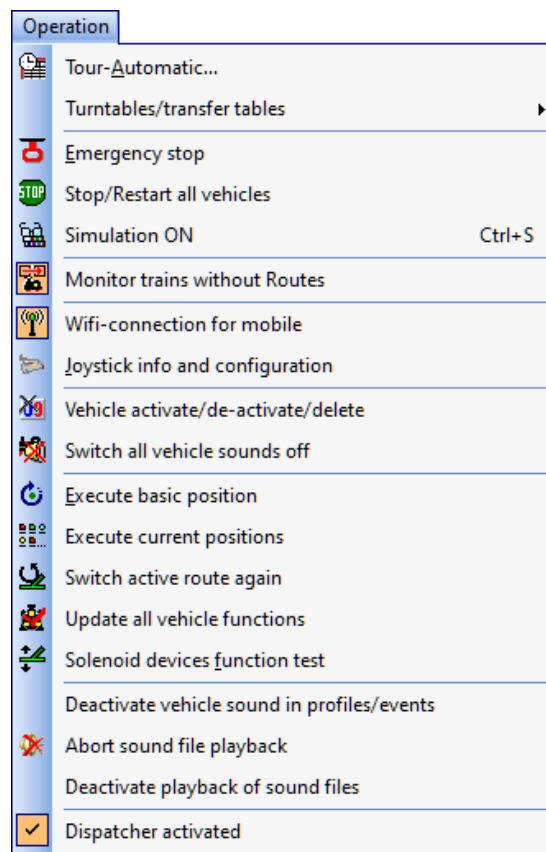 Operation
Tour-Automatic...
Turntables/transfer tables
Emergency stop
STOP Stop/Restart all vehicles
Simulation ON Ctrl+S
Monitor trains without Routes
Wifi-connection for mobile
Joystick info and configuration
Vehicle activate/de-activate/delete
Switch all vehicle sounds off
Execute basic position
Execute current positions
Switch active route again
Update all vehicle functions
Solenoid devices function test
Deactivate vehicle sound in profiles/events
Abort sound file playback
Deactivate playback of sound files
Dispatcher activated